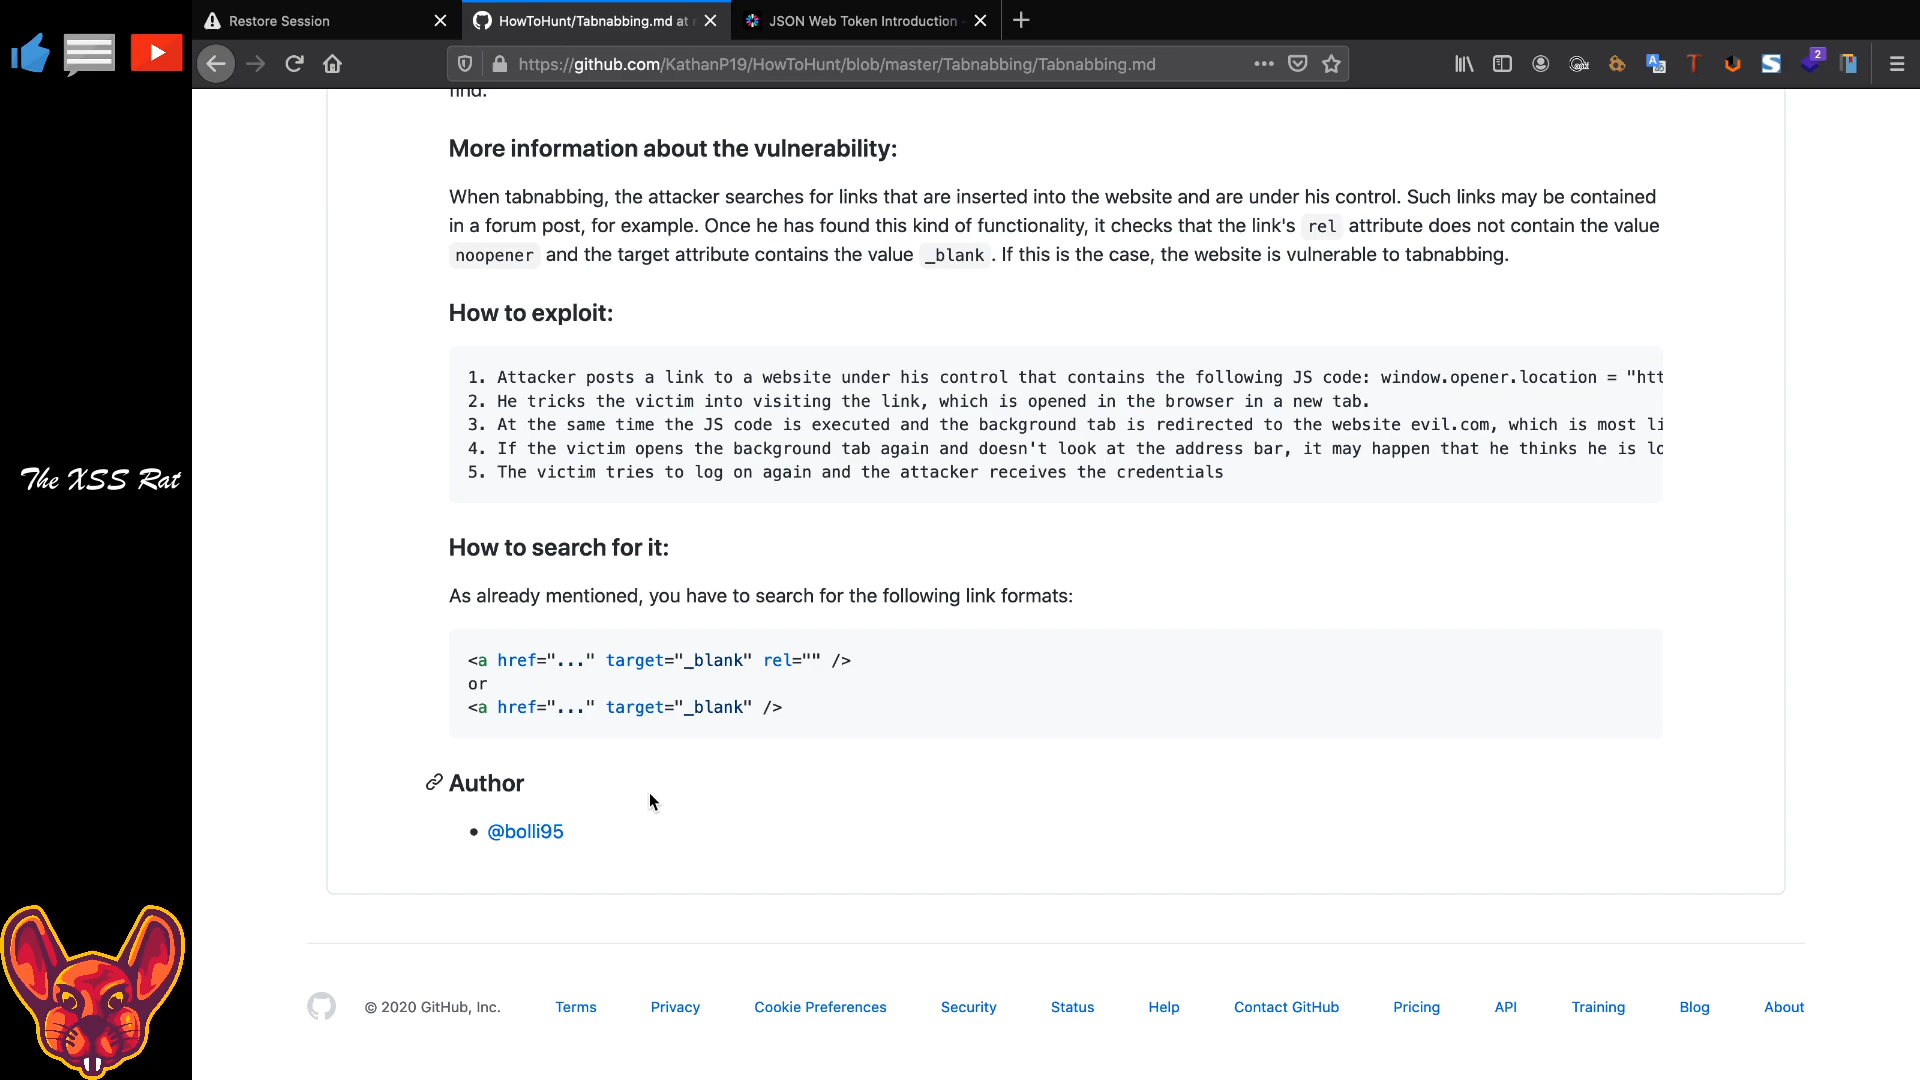 Restore Session
HowToHunt/Tabnabbing.md at
JSON Web Token Introduction
https://github.com/KathanP19/HowToHunt/blob/master/Tabnabbing/Tabnabbing.md
2
find.
More information about the vulnerability:
When tabnabbing, the attacker searches for links that are inserted into the website and are under his control. Such links may be contained
in a forum post, for example. Once he has found this kind of functionality, it checks that the link's rel attribute does not contain the value
noopener and the target attribute contains the value _blank. If this is the case, the website is vulnerable to tabnabbing.
How to exploit:
1. Attacker posts a link to a website under his control that contains the following JS code: window.opener.location = "htt
2. He tricks the victim into visiting the link, which is opened in the browser in a new tab.
3. At the same time the JS code is executed and the background tab is redirected to the website evil.com, which is most li
4. If the victim opens the background tab again and doesn't look at the address bar, it may happen that he thinks he is lo
5. The victim tries to log on again and the attacker receives the credentials
The XSS Rat
How to search for it:
As already mentioned, you have to search for the following link formats:
<a href="..." target="_blank" rel="" />
or
<a href="..." target="_blank" />
Author
@bolli95
© 2020 GitHub, Inc. Terms Privacy Cookie Preferences Security Status Help Contact GitHub Pricing API Training Blog About